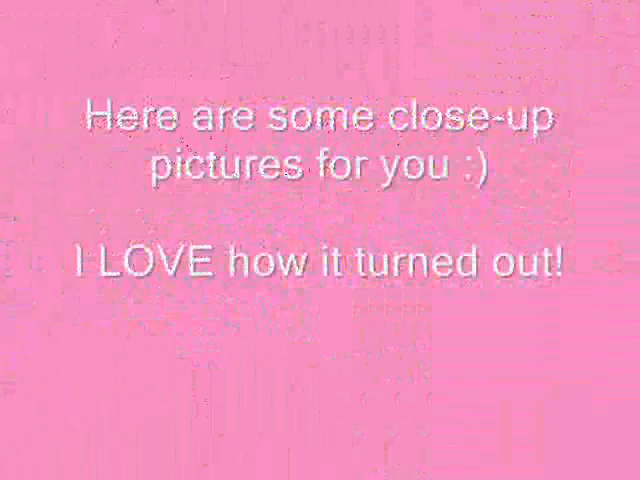 Here are some close-up
pictures for you :)
I LOVE how it turned out!